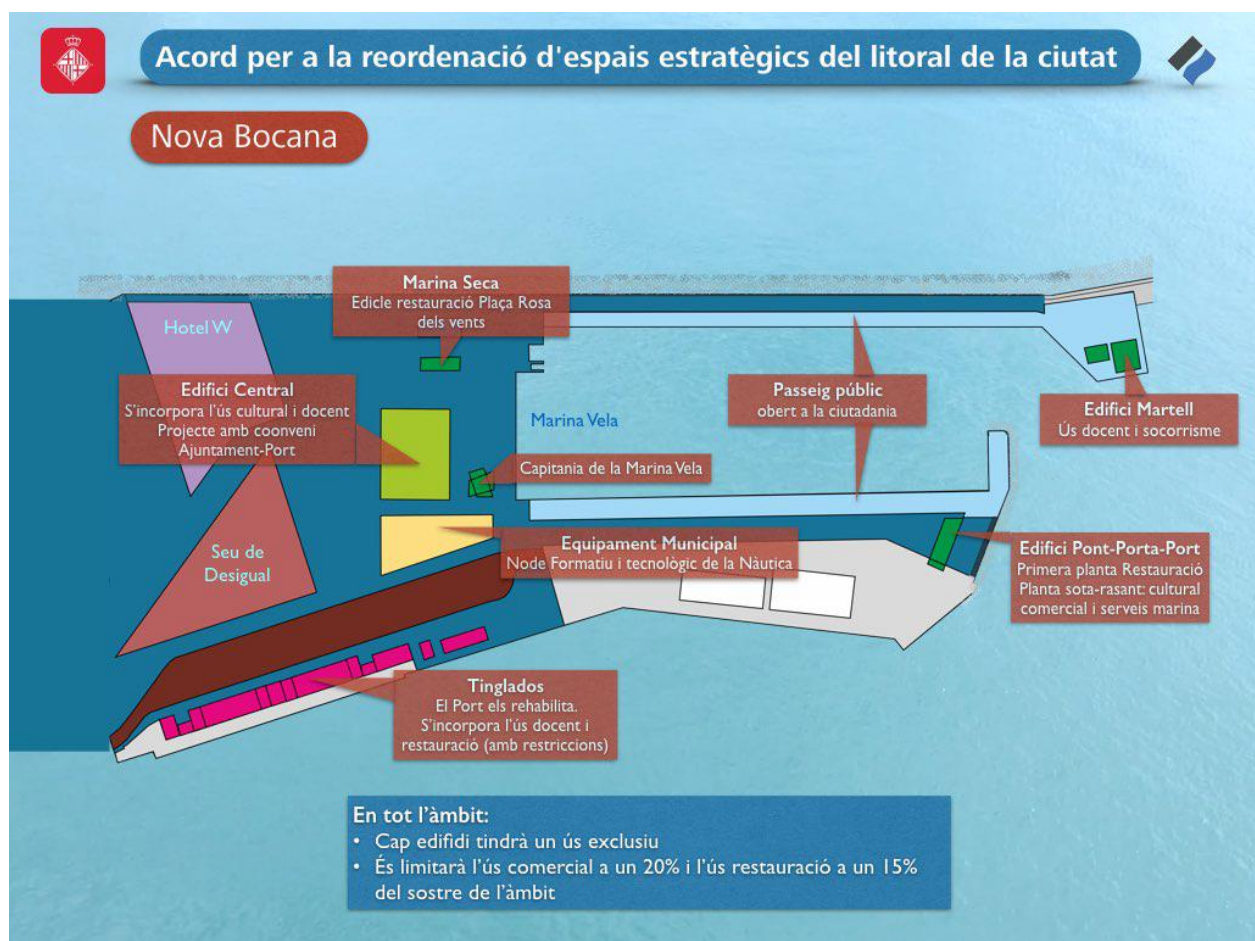 Acord per a la reordenació d'espais estratègics del litoral de la ciutat
Nova Bocana
Marina Seca
Edicle restauració Plaça Rosa
dels vents
Hotel W
Edifici Central
S'incorpora l'ús cultural i docent
Projecte amb coonveni
Ajuntament-Port
Passeig públic
obert a la ciutadania
Edifici Martell
Ús docent i socorrisme
Marina Vela
Capitania de la Marina Vela
Seu de
Desigual
Equipament Municipal
Node Formatiu i tecnològic de la Nàutica
Edifici Pont-Porta-Port
Primera planta Restauració
Planta sota-rasant: cultural
comercial i serveis marina
Tinglados
El Port els rehabilita.
S'incorpora l'ús docent i
restauració (amb restriccions)
En tot l'àmbit:
• Cap edifidi tindrà un ús exclusiu
• És limitarà l'ús comercial a un 20% i l'ús restauració a un 15%
del sostre de l'àmbit